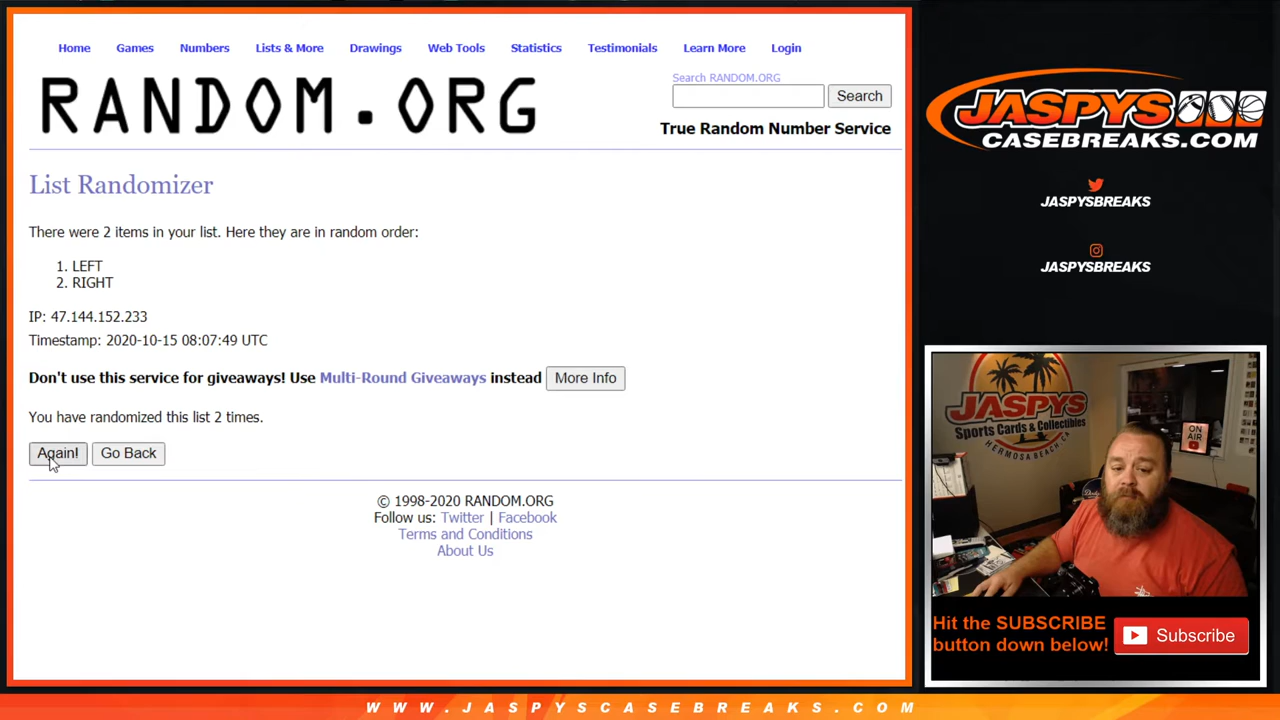 Home Games Numbers Lists & More Drawings Web Tools Statistics Testimonials Learn More Login
RANDOM.ORG
Search RANDOM.ORG
Search
True Random Number Service
List Randomizer
There were 2 items in your list. Here they are in random order:
1. LEFT
2. RIGHT
IP: 47.144.152.233
Timestamp: 2020-10-15 08:07:49 UTC
Don't use this service for giveaways! Use Multi-Round Giveaways instead More Info
You have randomized this list 2 times.
Again! Go Back
© 1998-2020 RANDOM.ORG
Follow us: Twitter | Facebook
Terms and Conditions
About Us
JASPYS
CASEBREAKS.COM
JASPYSBREAKS
JASPYSBREAKS
JASPYS
Sports Cards & Collectibles
HERMOSA BEACH, CA
ON
AIR
Hit the SUBSCRIBE
button down below!
Subscribe
WWW.JASPYSCASEBREAKS.COM